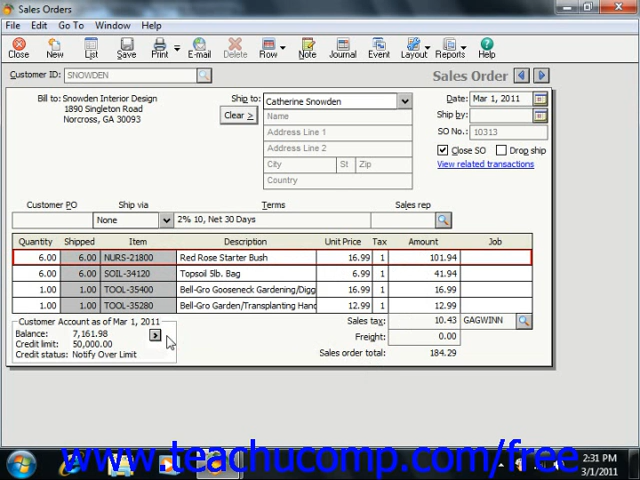 Sales Orders
File Edit Go To Window Help
Close New List Save Print E-mail Delete Row Note Journal Event Layout Reports Help
Customer ID: SNOWDEN
Sales Order
Bill to: Snowden Interior Design
1890 Singleton Road
Norcross, GA 30093
Ship to: Catherine Snowden
Clear >
Name
Address Line 1
Address Line 2
City St Zip
Country
Date: Mar 1, 2011
Ship by:
SO No.: 10313
Close SO Drop ship
View related transactions
Customer PO Ship via Terms Sales rep
None 2% 10, Net 30 Days
Quantity Shipped Item Description Unit Price Tax Amount Job
6.00 6.00 NURS-21800 Red Rose Starter Bush 16.99 1 101.94
6.00 6.00 SOIL-34120 Topsoil 5lb. Bag 6.99 1 41.94
1.00 1.00 TOOL-35400 Bell-Gro Gooseneck Gardening/Digg 16.99 1 16.99
1.00 1.00 TOOL-35280 Bell-Gro Garden/Transplanting Hand 12.99 1 12.99
Customer Account as of Mar 1, 2011
Balance: 7,161.98
Credit limit: 50,000.00
Credit status: Notify Over Limit
Sales tax: 10.43 GAGWINN
Freight: 0.00
Sales order total: 184.29
www.teachucomp.com/free
2:31 PM
3/1/2011